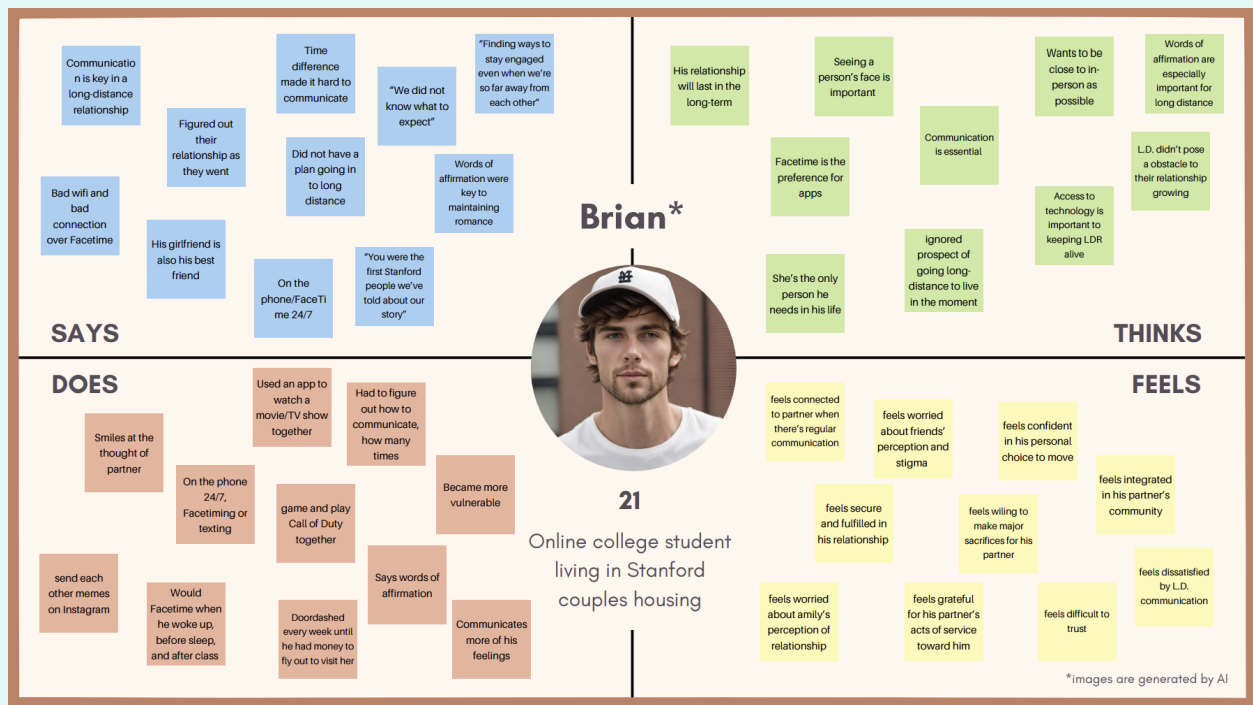 Communicatio
n is key in a
long-distance
relationship
Time
difference
made it hard to
communicate
"We did not
know what to
expect"
"Finding ways to
stay engaged
even when we're
so far away from
each other"
Figured out
their
relationship as
they went
Did not have a
plan going in
to long
distance
Words of
affirmation were
key to
maintaining
romance
Bad wifi and
bad
connection
over Facetime
His girlfriend is
also his best
friend
On the
phone/FaceTi
me 24/7
"You were the
first Stanford
people we've
told about our
story"
SAYS
His relationship
will last in the
long-term
Seeing a
person's face is
important
Wants to be
close to in-
person as
possible
Words of
affirmation are
especially
important for
long distance
Communication
is essential
Facetime is the
preference for
apps
L.D. didn't pose
a obstacle to
their relationship
growing
Access to
technology is
important to
keeping LDR
alive
She's the only
person he
needs in his life
ignored
prospect of
going long-
distance to live
in the moment
THINKS
Brian*
21
Online college student
living in Stanford
couples housing
DOES
Used an app to
watch a
movie/TV show
together
Had to figure
out how to
communicate,
how many
times
Smiles at the
thought of
partner
On the phone
24/7,
Facetiming or
texting
game and play
Call of Duty
together
Became more
vulnerable
send each
other memes
on Instagram
Would
Facetime when
he woke up,
before sleep,
and after class
Doordashed
every week until
he had money to
fly out to visit her
Says words of
affirmation
Communicates
more of his
feelings
FEELS
feels connected
to partner when
there's regular
communication
feels worried
about friends'
perception and
stigma
feels confident
in his personal
choice to move
feels integrated
in his partner's
community
feels secure
and fulfilled in
his relationship
feels wiling to
make major
sacrifices for his
partner
feels dissatisfied
by L.D.
communication
feels worried
about amily's
perception of
relationship
feels grateful
for his partner's
acts of service
toward him
feels difficult to
trust
*images are generated by AI